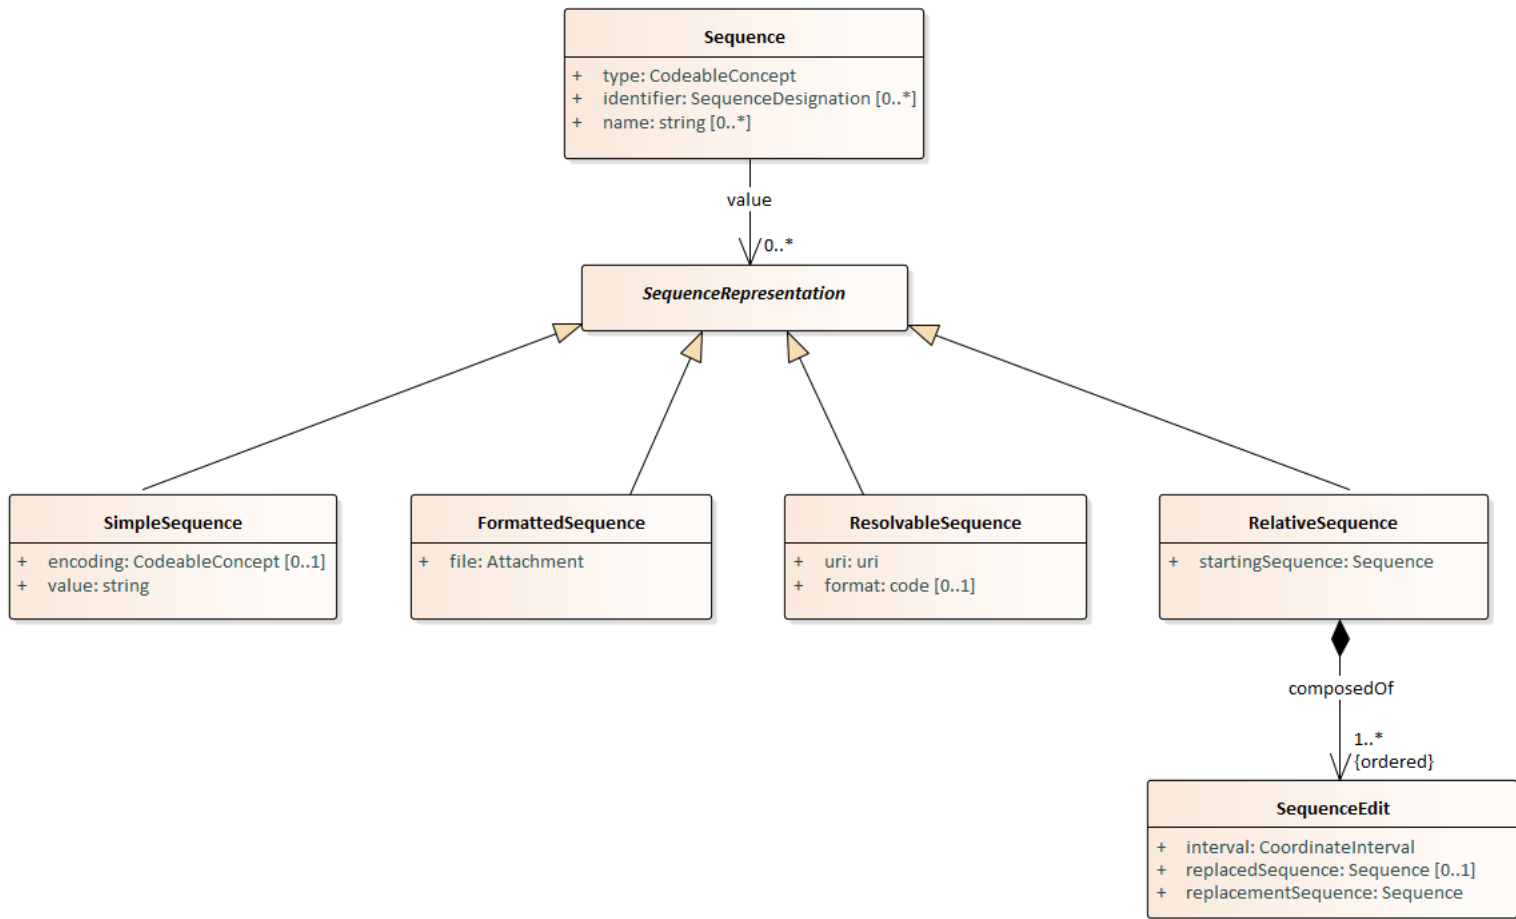 Sequence
+ type: CodeableConcept
+ identifier: SequenceDesignation [0..*]
+ name: string [0..*]
value
0..*
SequenceRepresentation
SimpleSequence
+ encoding: CodeableConcept [0..1]
+ value: string
FormattedSequence
+ file: Attachment
ResolvableSequence
+ uri: uri
+ format: code [0..1]
RelativeSequence
+ startingSequence: Sequence
composedOf
1..*
{ordered}
SequenceEdit
+ interval: CoordinateInterval
+ replacedSequence: Sequence [0..1]
+ replacementSequence: Sequence